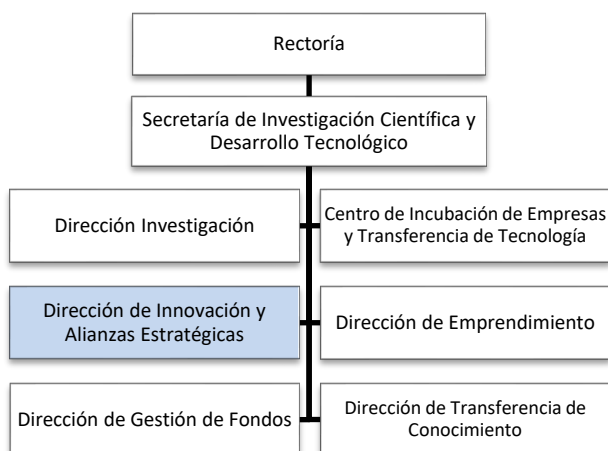 Rectoría
Secretaría de Investigación Científica y
Desarrollo Tecnológico
Dirección Investigación
Centro de Incubación de Empresas
y Transferencia de Tecnología
Dirección de Innovación y
Alianzas Estratégicas
Dirección de Emprendimiento
Dirección de Gestión de Fondos
Dirección de Transferencia de
Conocimiento